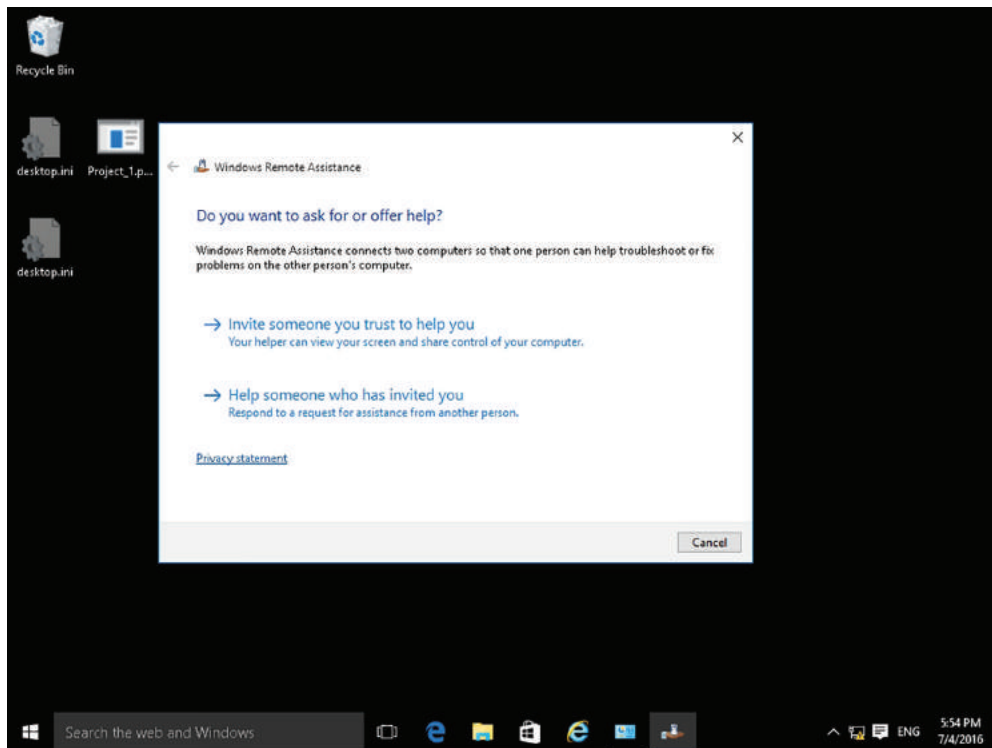 Recycle Bin
desktop.ini
Project_1.p...
desktop.ini
Windows Remote Assistance
Do you want to ask for or offer help?
Windows Remote Assistance connects two computers so that one person can help troubleshoot or fix
problems on the other person's computer.
Invite someone you trust to help you
Your helper can view your screen and share control of your computer.
Help someone who has invited you
Respond to a request for assistance from another person.
Privacy statement
Cancel
Search the web and Windows
ENG
5:54 PM
7/4/2016